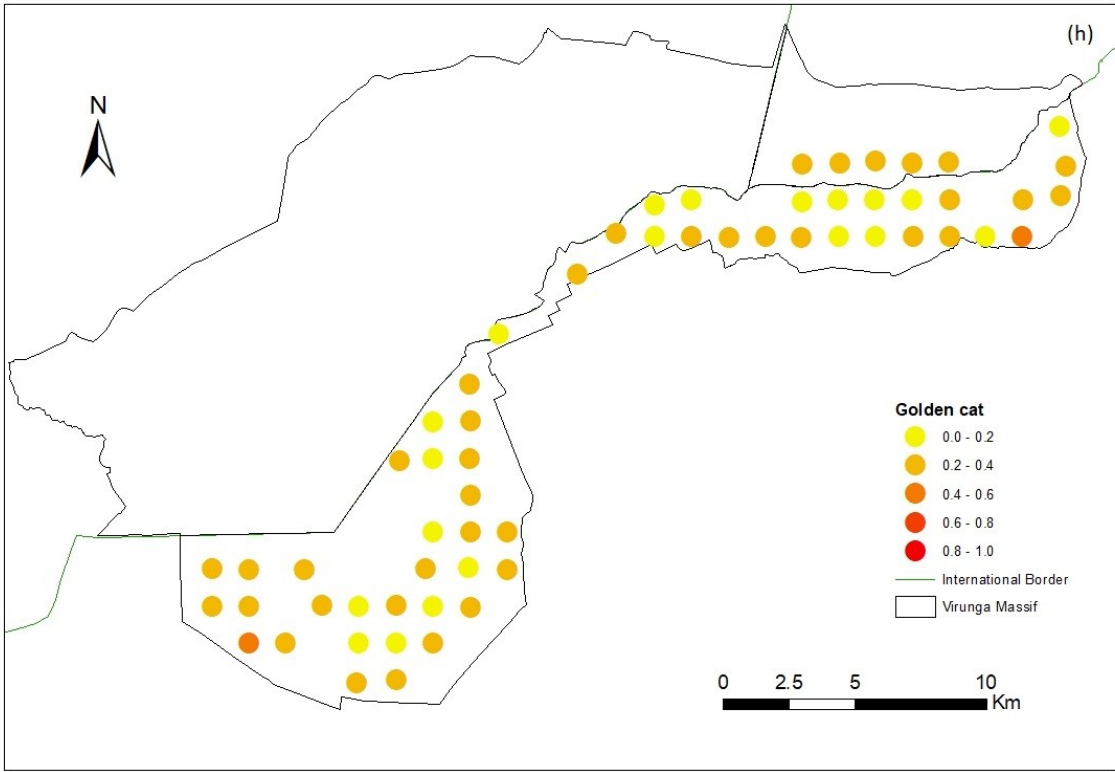 (h)
N
Golden cat
0.0 - 0.2
0.2 - 0.4
0.4 - 0.6
0.6 - 0.8
0.8 - 1.0
International Border
Virunga Massif
0 2.5 5 10
Km